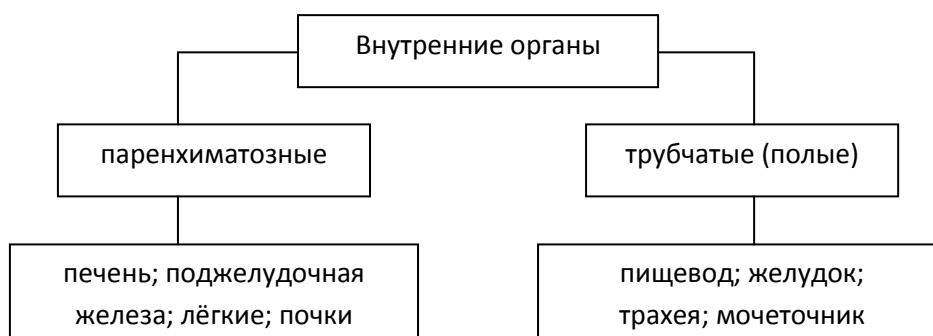 Внутренние органы
паренхиматозные
трубчатые (полые)
печень; поджелудочная
железа; лёгкие; почки
пищевод; желудок;
трахея; мочеточник